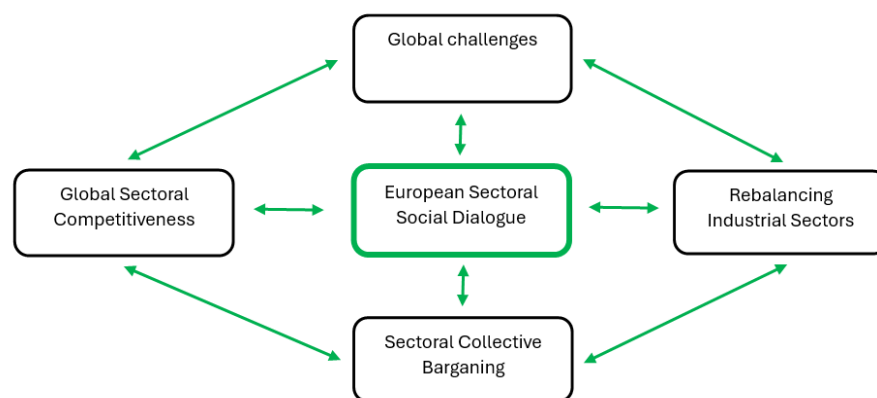 Global challenges
Global Sectoral
Competitiveness
European Sectoral
Social Dialogue
Rebalancing
Industrial Sectors
Sectoral Collective
Barganing